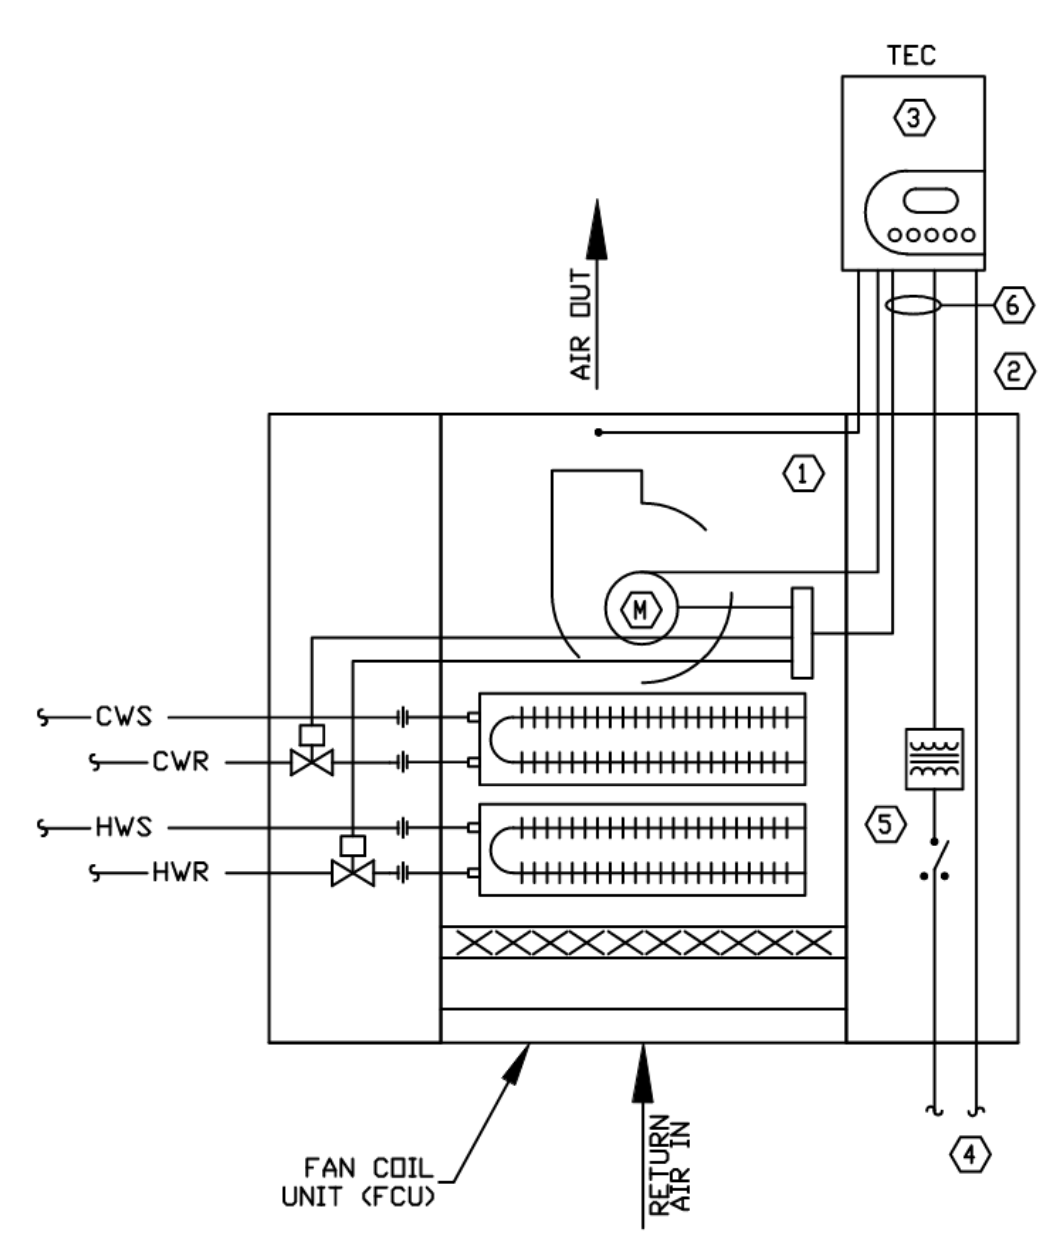 TEC
3
6
2
AIR OUT
1
M
CWS
CWR
HWS
5
HWR
4
FAN COIL
UNIT (FCU)
RETURN
AIR IN